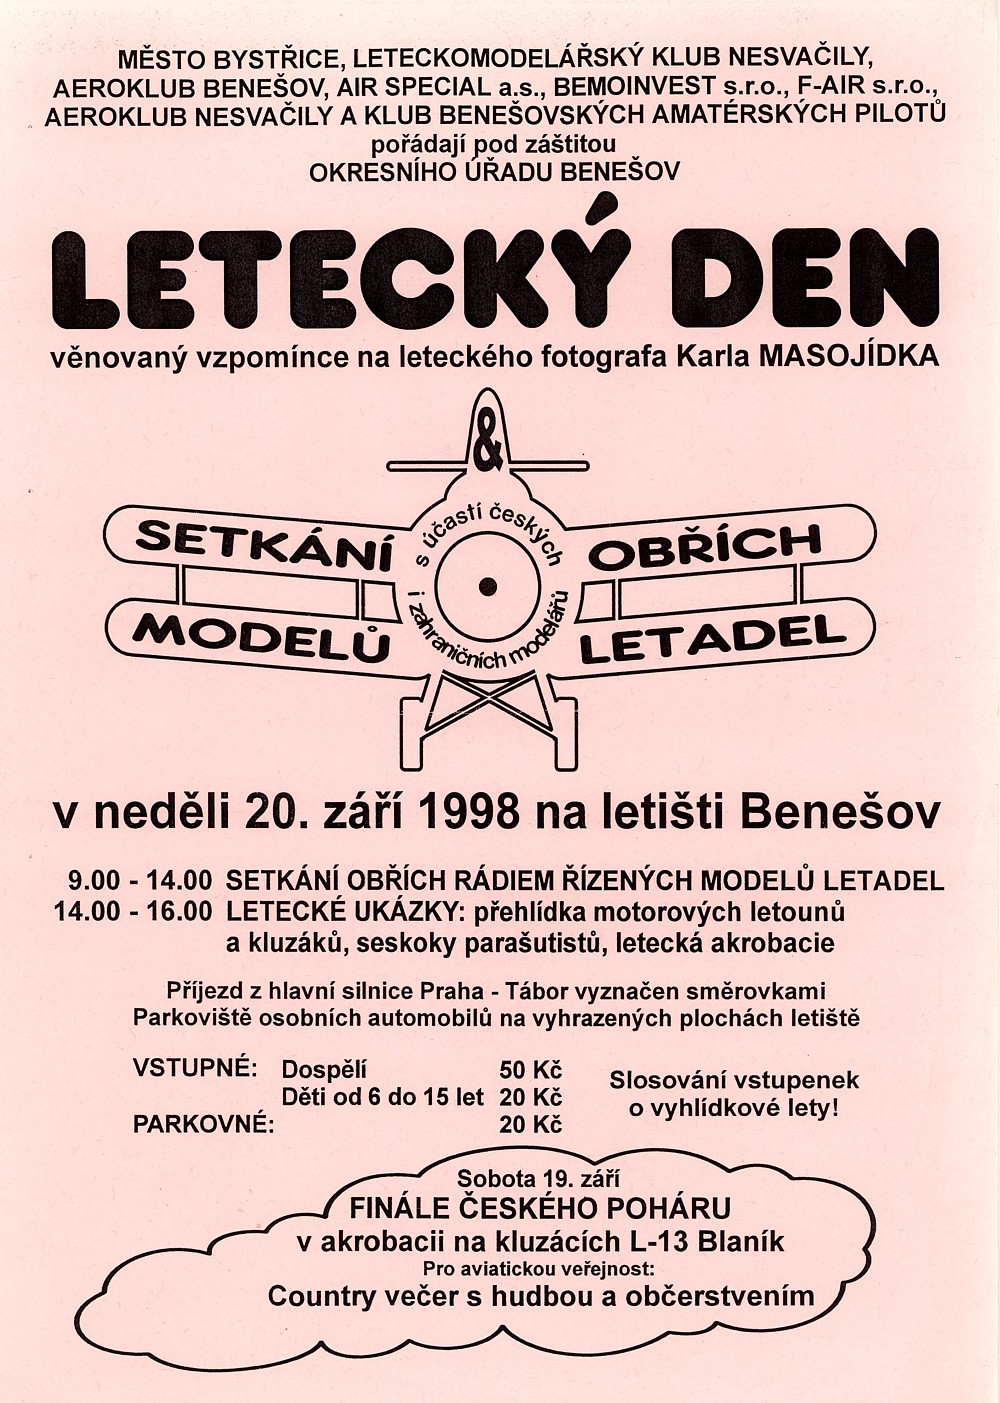 MĚSTO BYSTŘICE, LETECKOMODELÁŘSKÝ KLUB NESVAČILY,
AEROKLUB BENEŠOV, AIR SPECIAL a.s., BEMOINVEST s.r.o., F-AIR s.r.o.,
AEROKLUB NESVAČILY A KLUB BENEŠOVSKÝCH AMATÉRSKÝCH PILOTŮ
pořádají pod záštitou
OKRESNÍHO ÚŘADU BENEŠOV
LETECKÝ DEN
věnovaný vzpomínce na leteckého fotografa Karla MASOJÍDKA
&
SETKÁNÍ OBŘÍCH
MODELŮ LETADEL
s účastí českých
i zahraničních modelářů
v neděli 20. září 1998 na letišti Benešov
9.00 - 14.00 SETKÁNÍ OBŘÍCH RÁDIEM ŘÍZENÝCH MODELŮ LETADEL
14.00 - 16.00 LETECKÉ UKÁZKY: přehlídka motorových letounů
a kluzáků, seskoky parašutistů, letecká akrobacie
Příjezd z hlavní silnice Praha - Tábor vyznačen směrovkami
Parkoviště osobních automobilů na vyhrazených plochách letiště
VSTUPNÉ: Dospělí 50 Kč
Děti od 6 do 15 let 20 Kč
PARKOVNÉ: 20 Kč
Slosování vstupenek
o vyhlídkové lety!
Sobota 19. září
FINÁLE ČESKÉHO POHÁRU
v akrobacii na kluzácích L-13 Blaník
Pro aviatickou veřejnost:
Country večer s hudbou a občerstvením